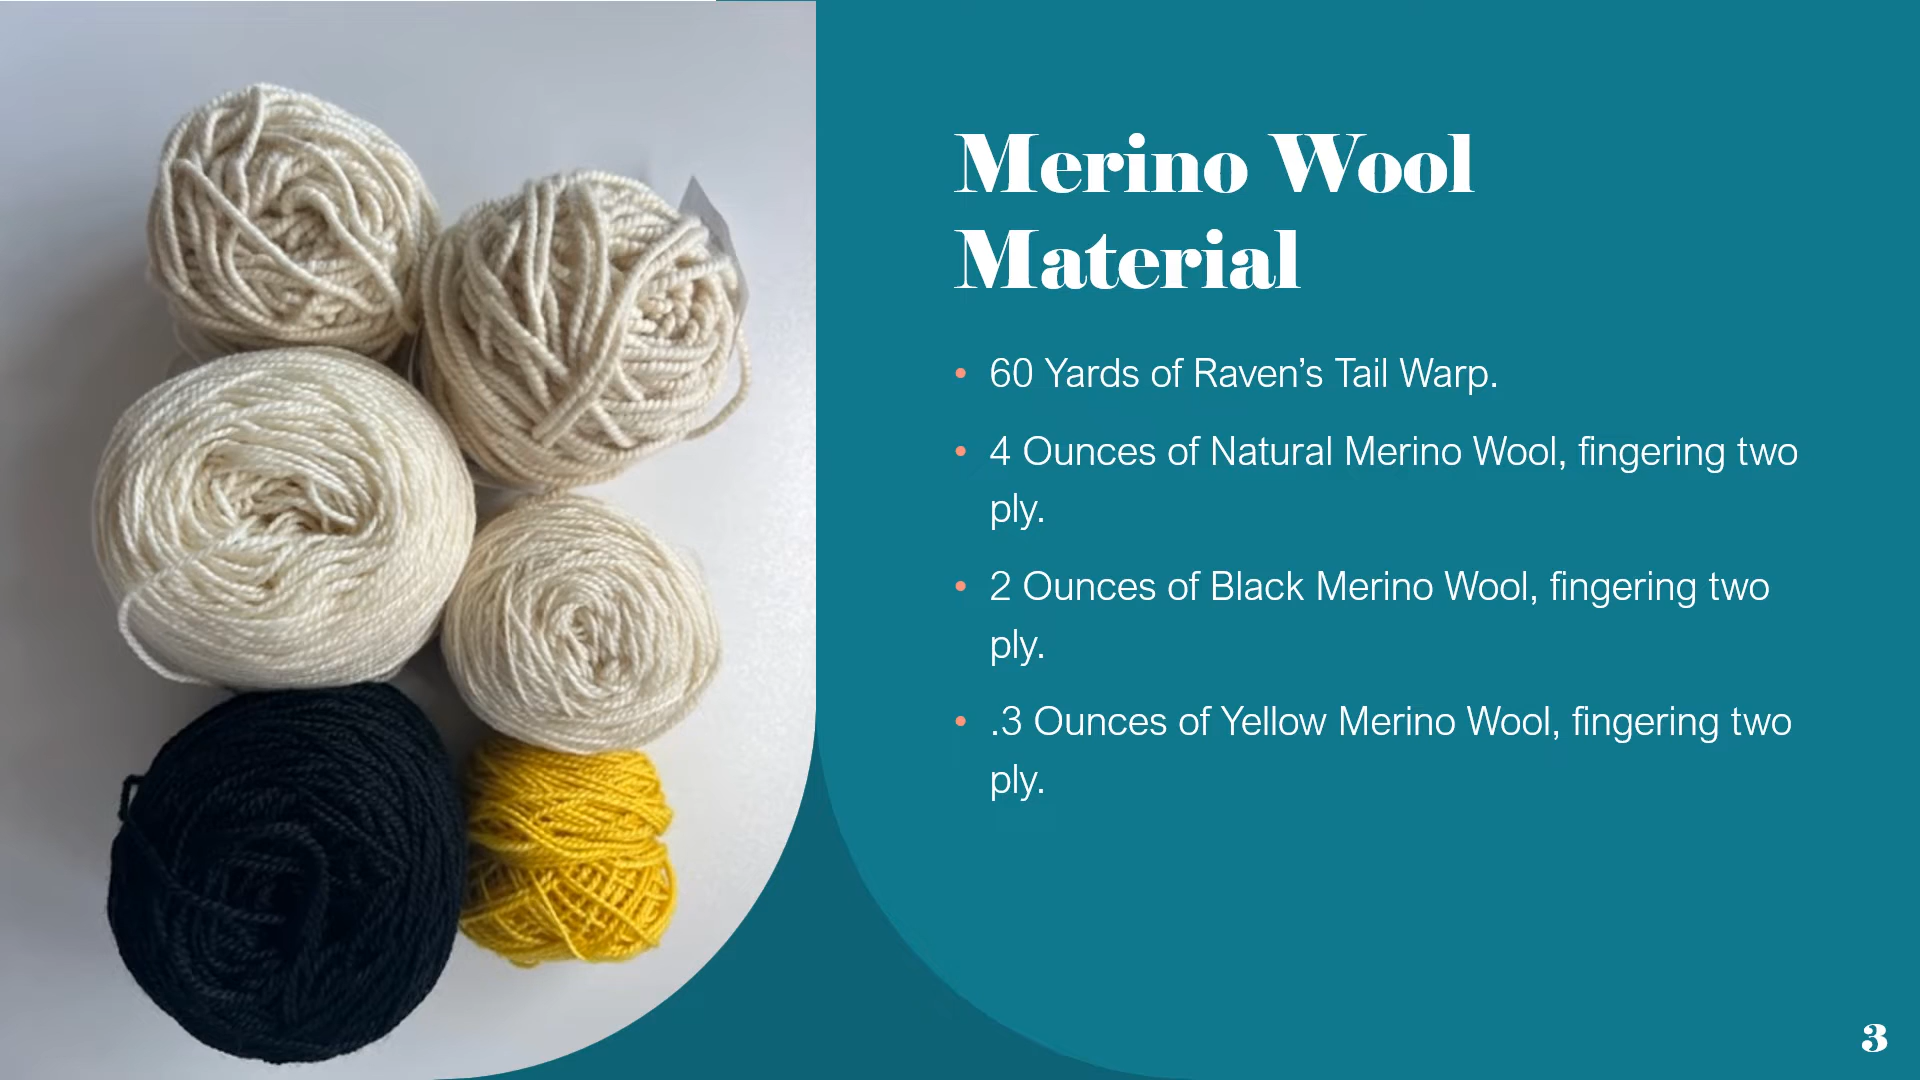 Merino Wool
Material
• 60 Yards of Raven’s Tail Warp.
• 4 Ounces of Natural Merino Wool, fingering two
ply.
• 2 Ounces of Black Merino Wool, fingering two
ply.
• .3 Ounces of Yellow Merino Wool, fingering two
ply.
3